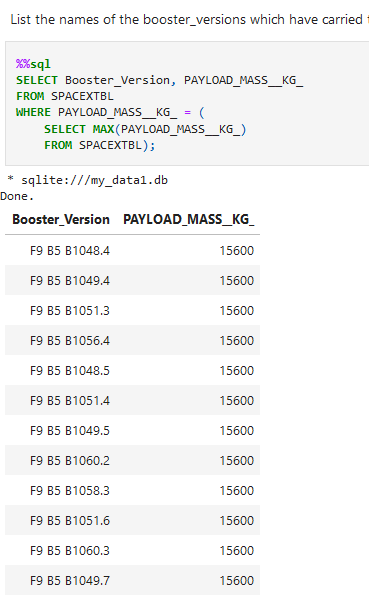 List the names of the booster_versions which have carried
%%sql
SELECT Booster_Version, PAYLOAD_MASS__KG_
FROM SPACEXTBL
WHERE PAYLOAD_MASS__KG_ = (
    SELECT MAX(PAYLOAD_MASS__KG_)
    FROM SPACEXTBL);
* sqlite:///my_data1.db
Done.
Booster_Version PAYLOAD_MASS__KG_
F9 B5 B1048.4 15600
F9 B5 B1049.4 15600
F9 B5 B1051.3 15600
F9 B5 B1056.4 15600
F9 B5 B1048.5 15600
F9 B5 B1051.4 15600
F9 B5 B1049.5 15600
F9 B5 B1060.2 15600
F9 B5 B1058.3 15600
F9 B5 B1051.6 15600
F9 B5 B1060.3 15600
F9 B5 B1049.7 15600